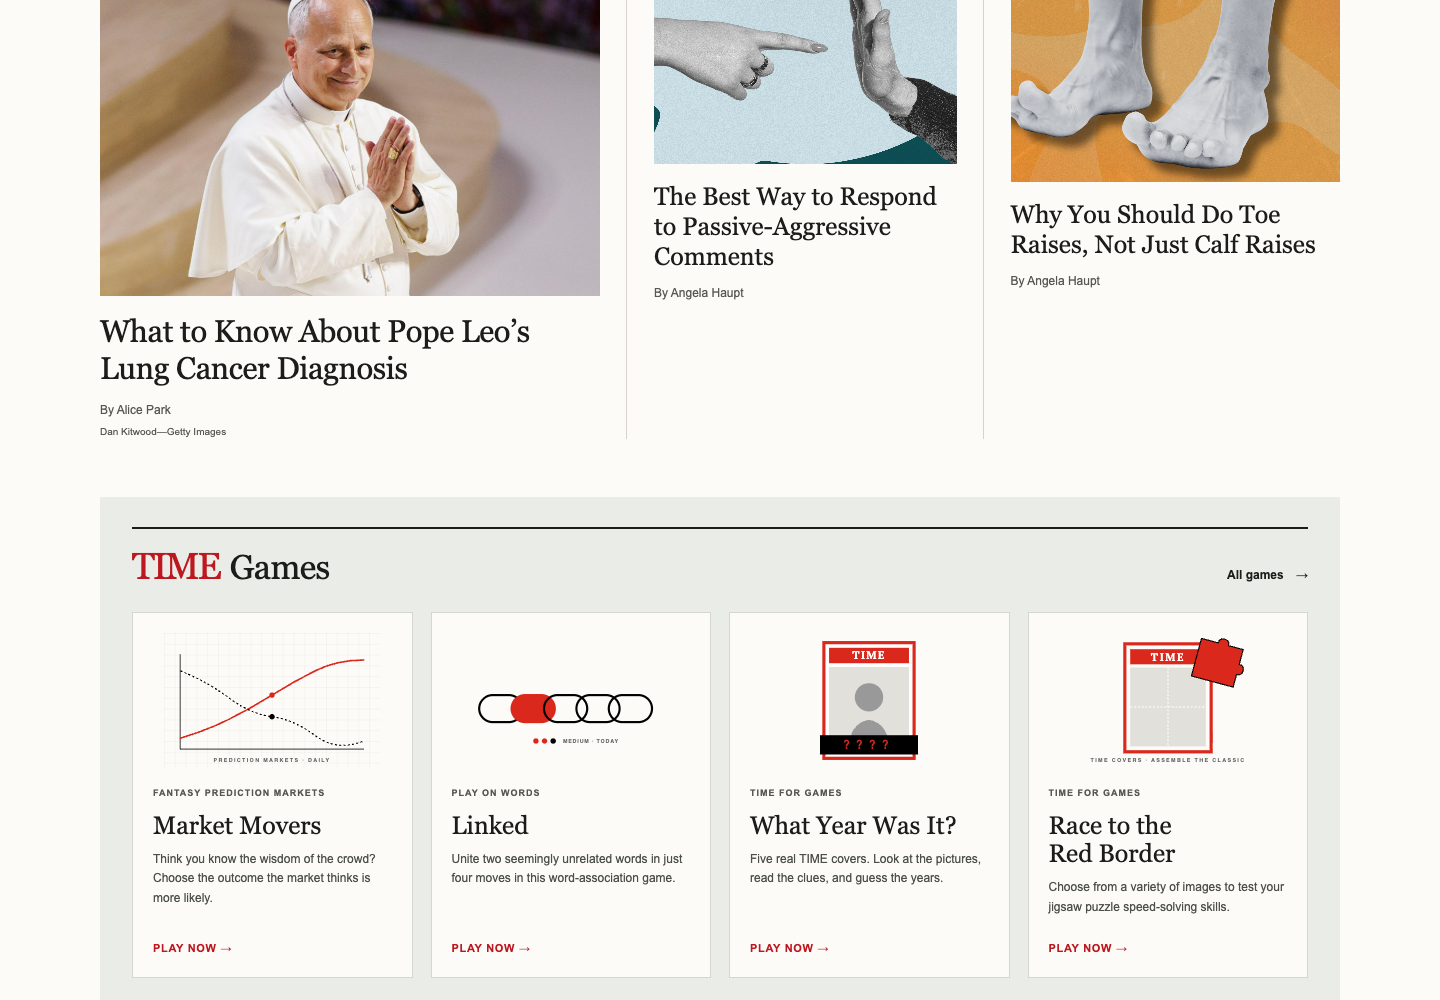 What to Know About Pope Leo’s
Lung Cancer Diagnosis
By Alice Park
Dan Kitwood—Getty Images
The Best Way to Respond
to Passive-Aggressive
Comments
By Angela Haupt
Why You Should Do Toe
Raises, Not Just Calf Raises
By Angela Haupt
TIME Games
All games →
PREDICTION MARKETS · DAILY
FANTASY PREDICTION MARKETS
Market Movers
Think you know the wisdom of the crowd?
Choose the outcome the market thinks is
more likely.
PLAY NOW →
MEDIUM · TODAY
PLAY ON WORDS
Linked
Unite two seemingly unrelated words in just
four moves in this word-association game.
PLAY NOW →
TIME
? ? ? ?
TIME FOR GAMES
What Year Was It?
Five real TIME covers. Look at the pictures,
read the clues, and guess the years.
PLAY NOW →
TIME
TIME COVERS · ASSEMBLE THE CLASSIC
TIME FOR GAMES
Race to the
Red Border
Choose from a variety of images to test your
jigsaw puzzle speed-solving skills.
PLAY NOW →